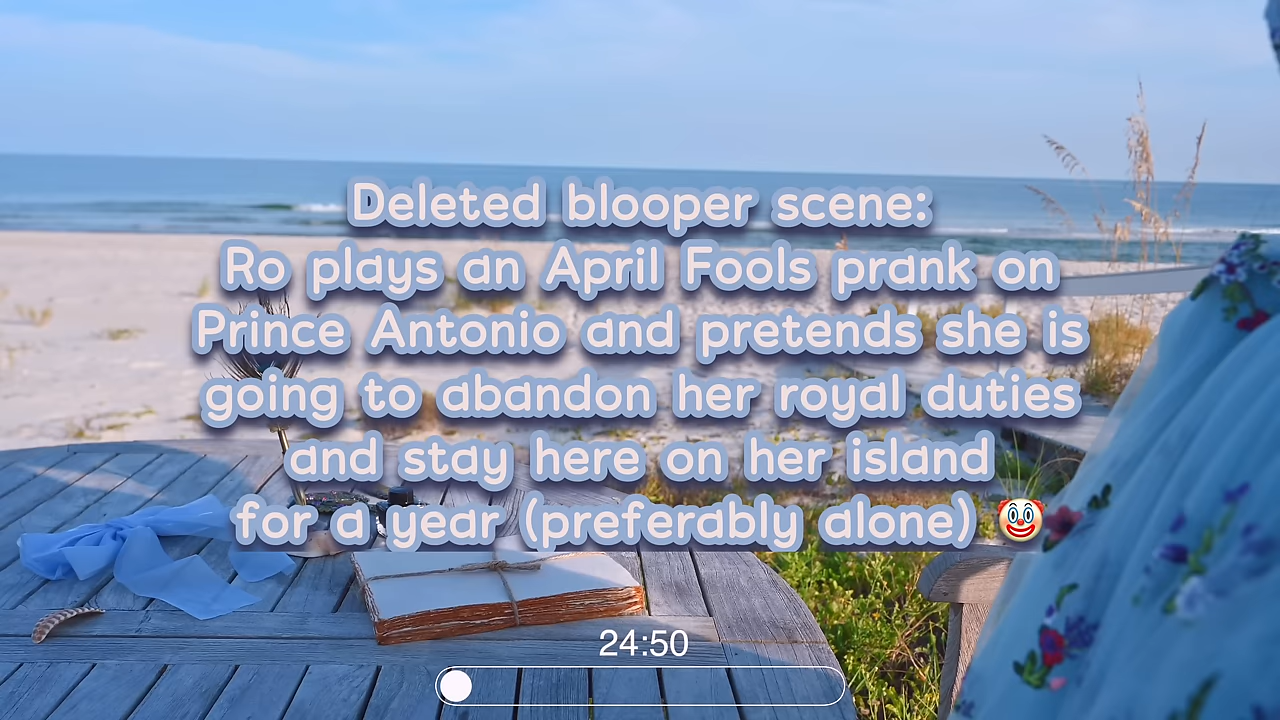 Deleted blooper scene:
Ro plays an April Fools prank on
Prince Antonio and pretends she is
going to abandon her royal duties
and stay here on her island
for a year (preferably alone) 🤡
24:50